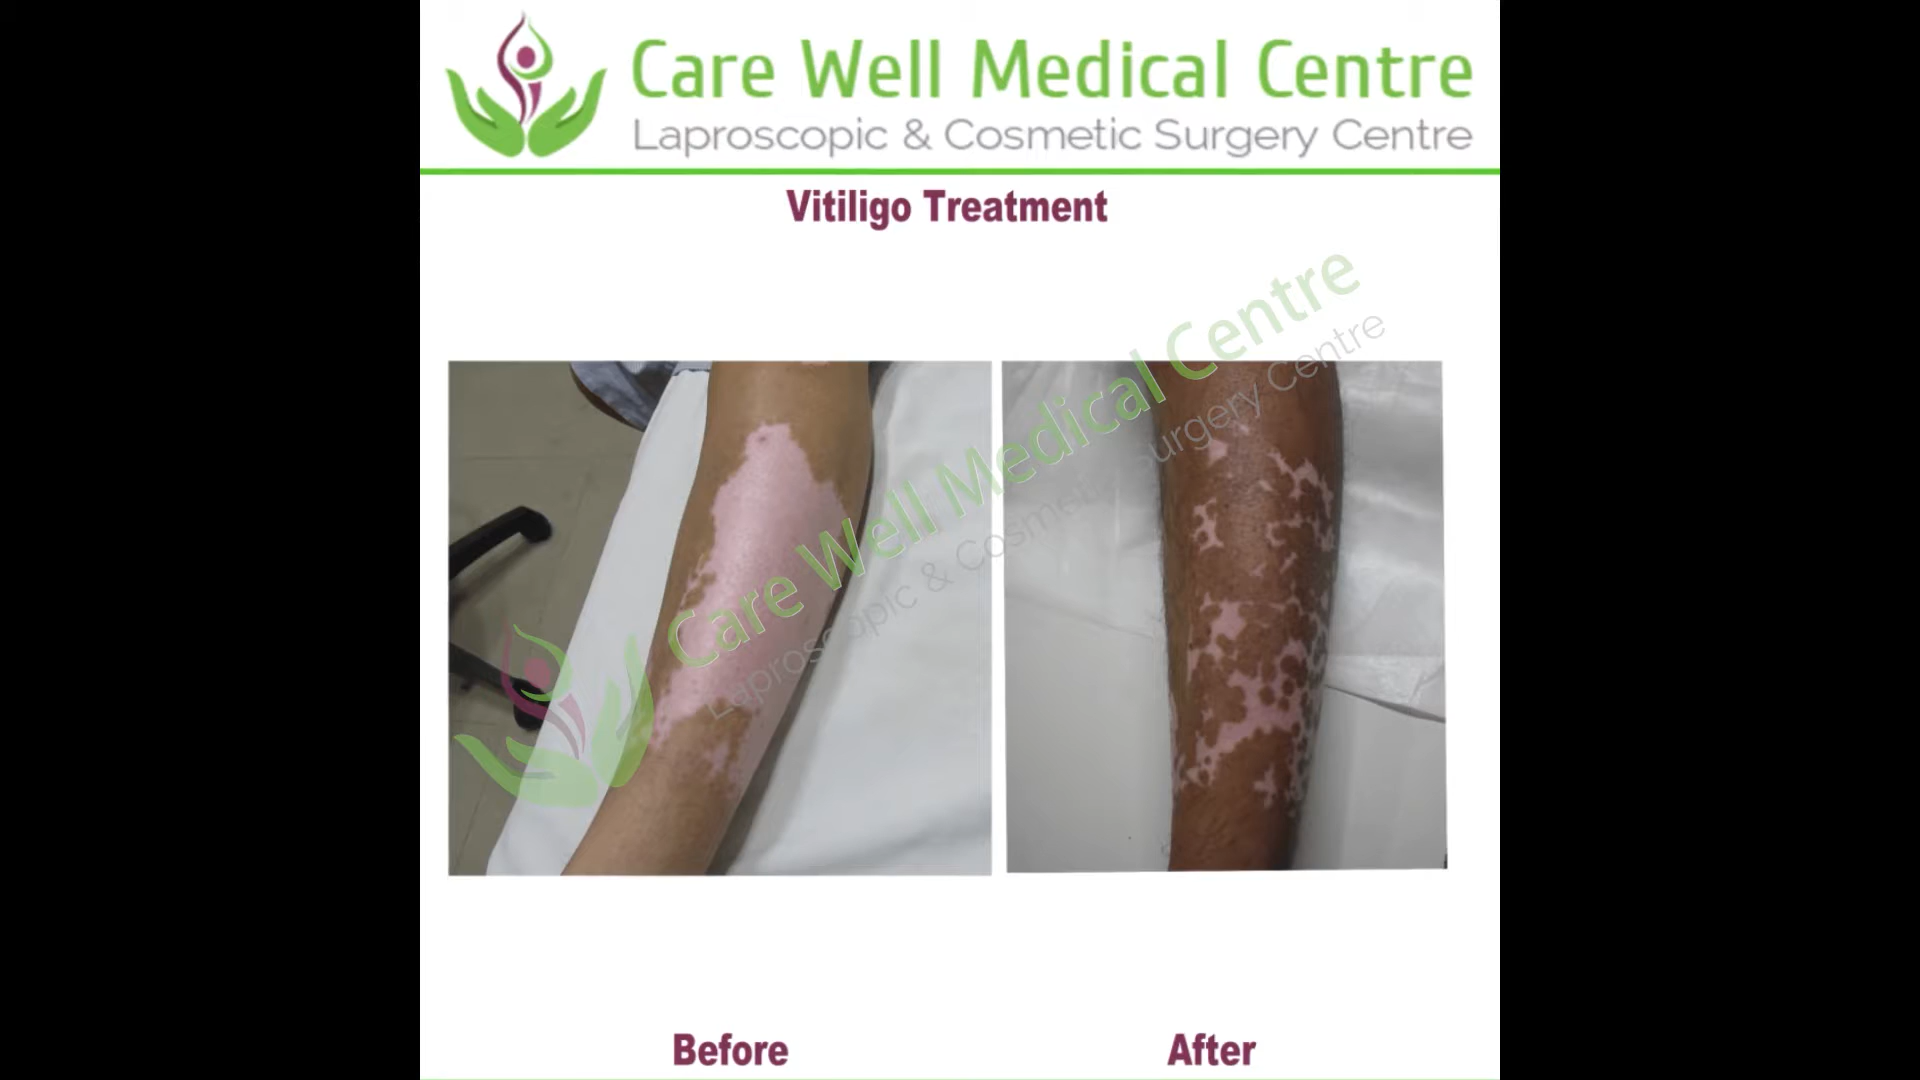 Care Well Medical Centre
Laproscopic & Cosmetic Surgery Centre
Vitiligo Treatment
Care Well Medical Centre
Laproscopic & Cosmetic Surgery Centre
Before
After